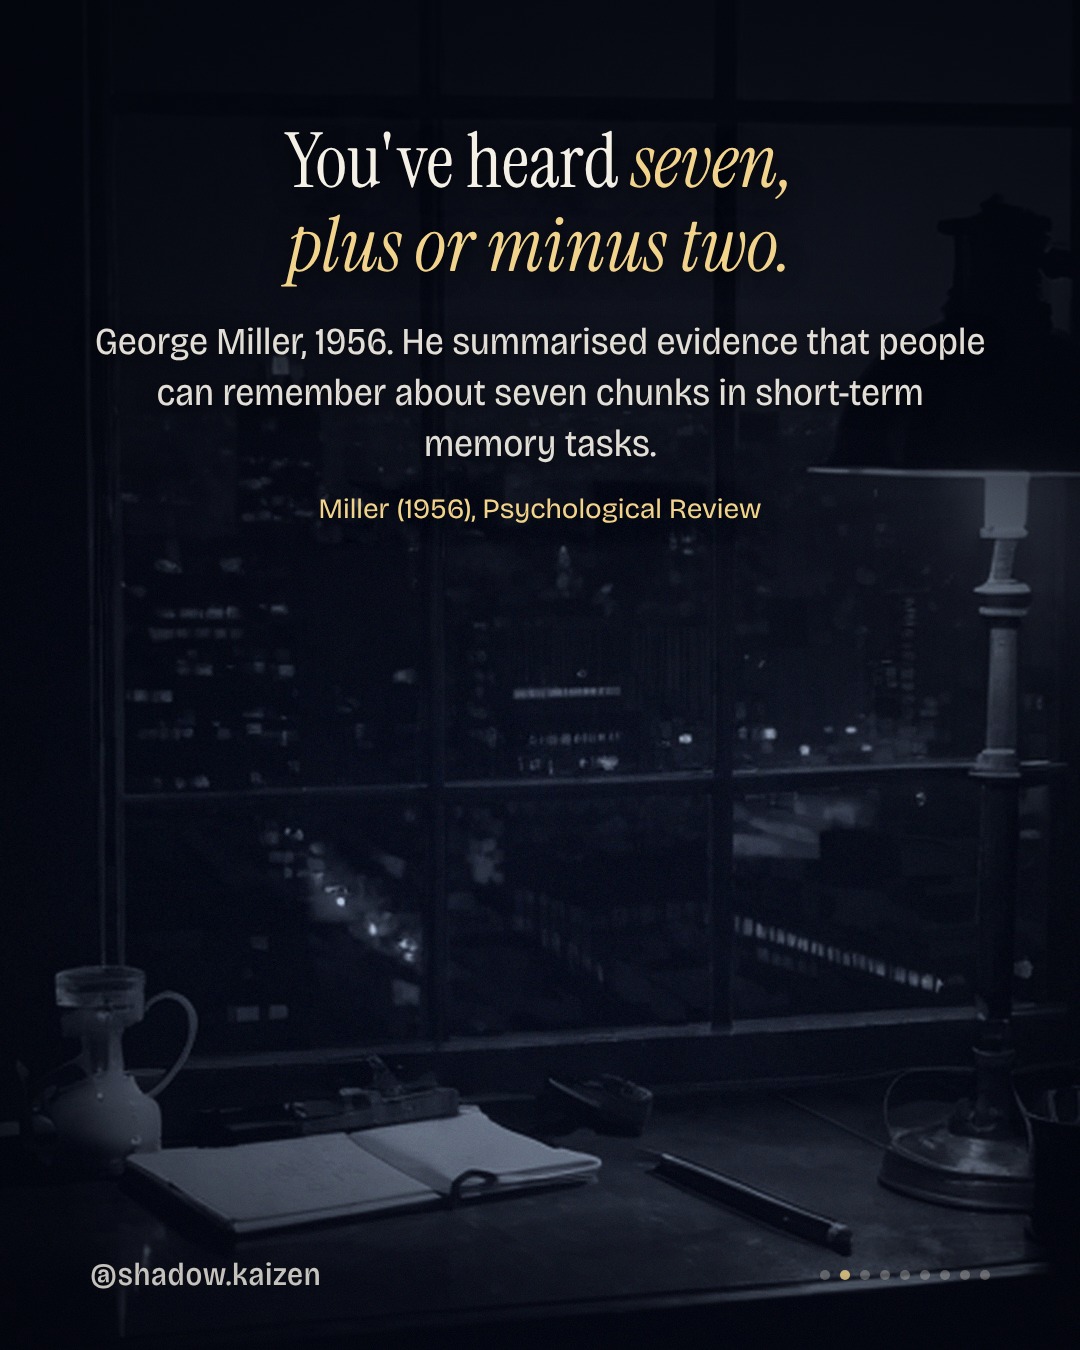 You've heard seven,
plus or minus two.
George Miller, 1956. He summarised evidence that people
can remember about seven chunks in short-term
memory tasks.
Miller (1956), Psychological Review
@shadow.kaizen